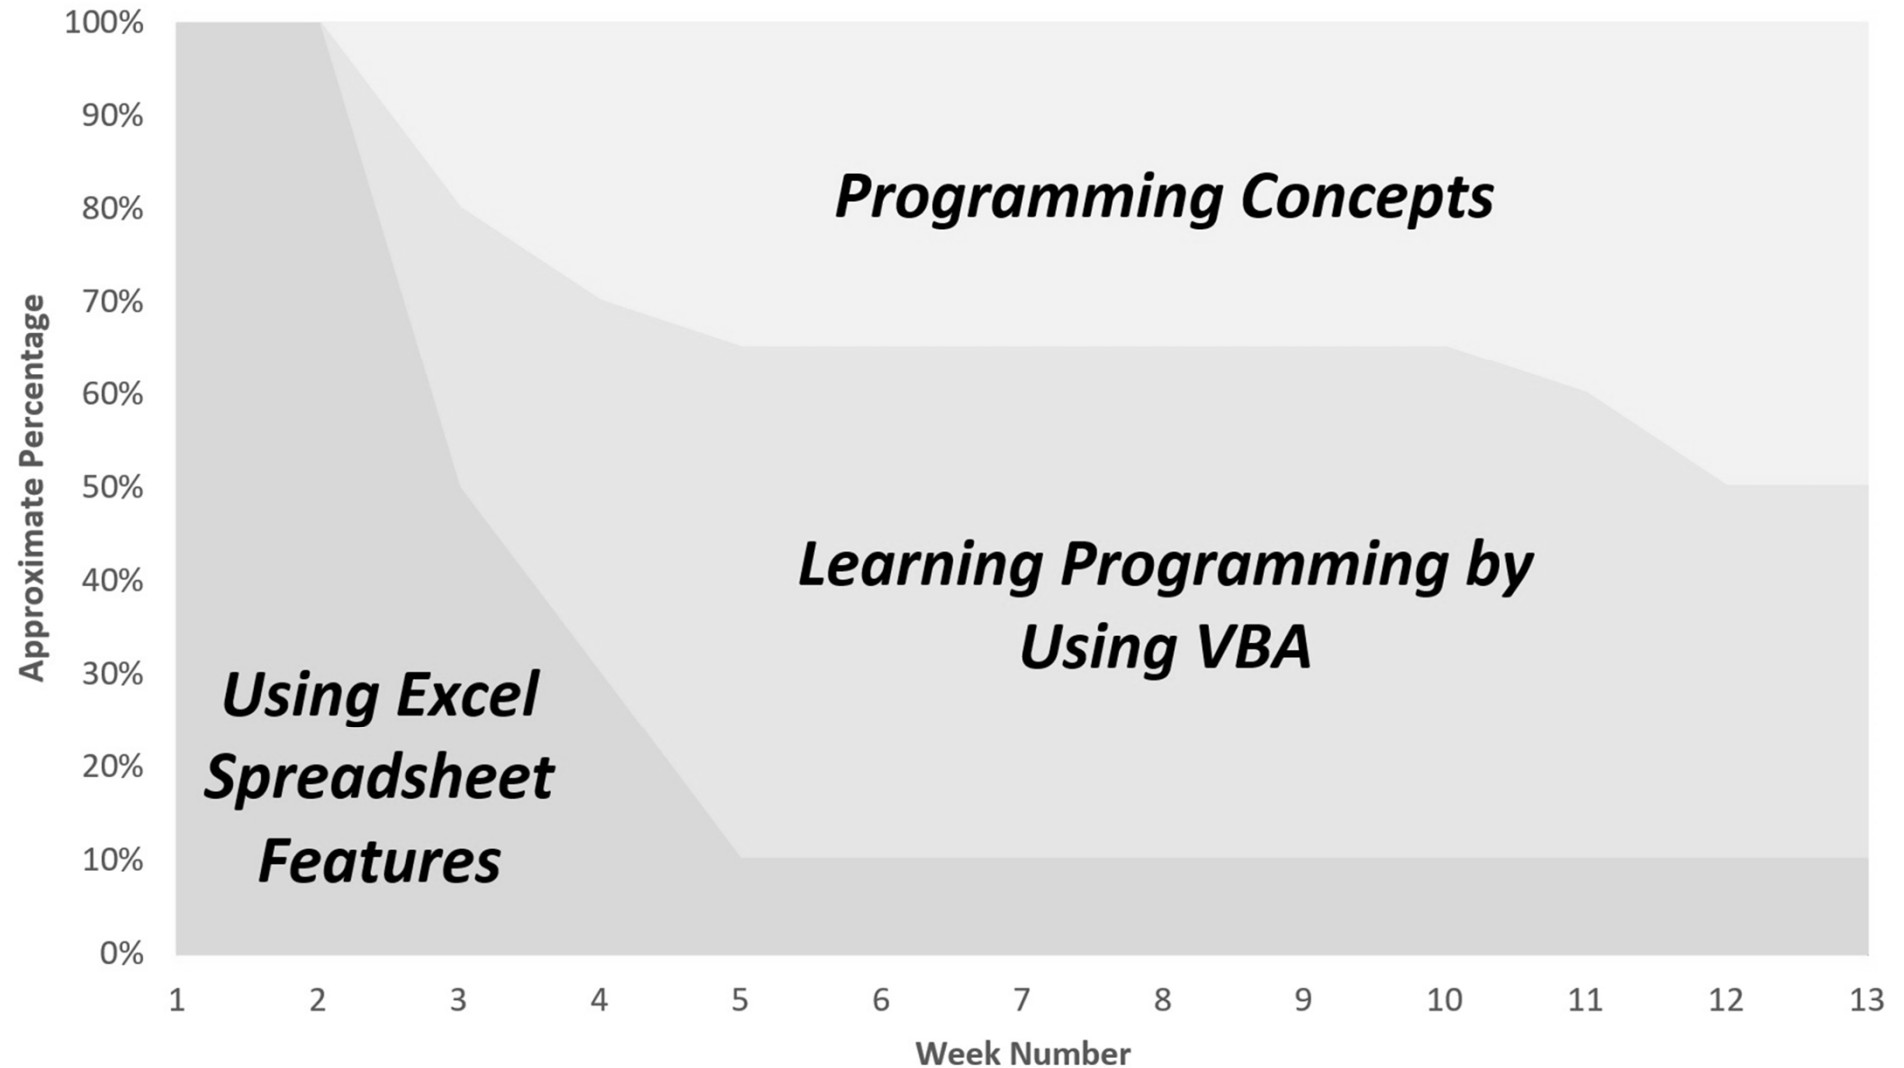 100%
90%
80%
70%
60%
50%
40%
30%
20%
10%
0%
Approximate Percentage
Programming Concepts
Learning Programming by
Using VBA
Using Excel
Spreadsheet
Features
1 2 3 4 5 6 7 8 9 10 11 12 13
Week Number